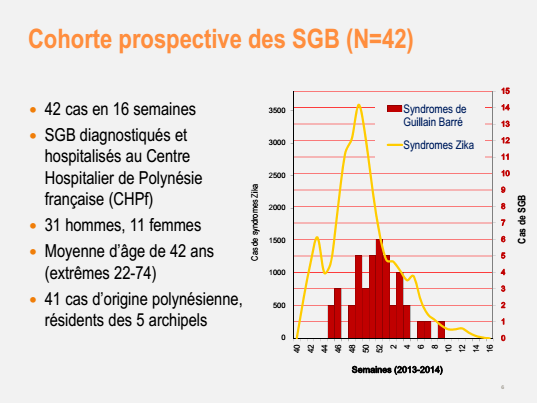 Cohorte prospective des SGB (N=42)
• 42 cas en 16 semaines
• SGB diagnostiqués et
hospitalisés au Centre
Hospitalier de Polynésie
française (CHPf)
• 31 hommes, 11 femmes
• Moyenne d’âge de 42 ans
(extrêmes 22-74)
• 41 cas d’origine polynésienne,
résidents des 5 archipels
Cas de syndromes Zika
3500
3000
2500
2000
1500
1000
500
0
Syndromes de
Guillain Barré
Syndromes Zika
15
14
13
12
11
10
9
8
7
6
5
4
3
2
1
0
Cas de SGB
40 42 44 46 48 50 52 2 4 6 8 10 12 14 16
Semaines (2013-2014)